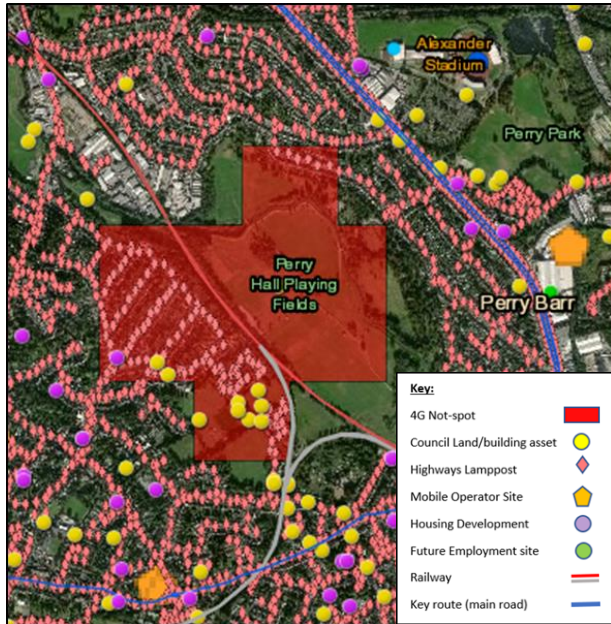 Alexander
Stadium
Perry Park
Perry
Hall Playing
Fields
Perry Barr
Key:
4G Not-spot
Council Land/building asset
Highways Lamppost
Mobile Operator Site
Housing Development
Future Employment site
Railway
Key route (main road)